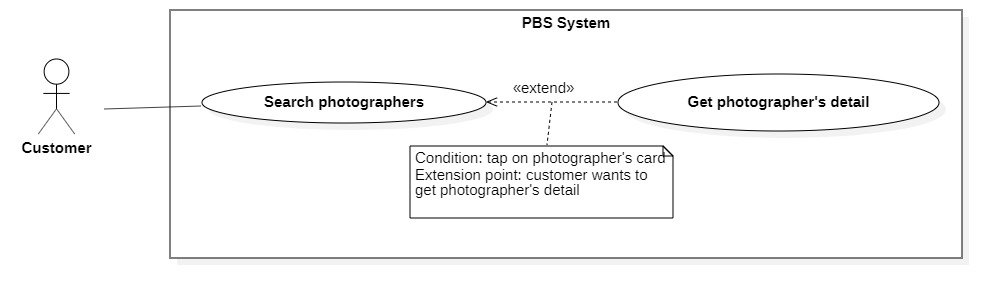 PBS System
«extend»
Search photographers
Get photographer's detail
Customer
Condition: tap on photographer's card
Extension point: customer wants to
get photographer's detail